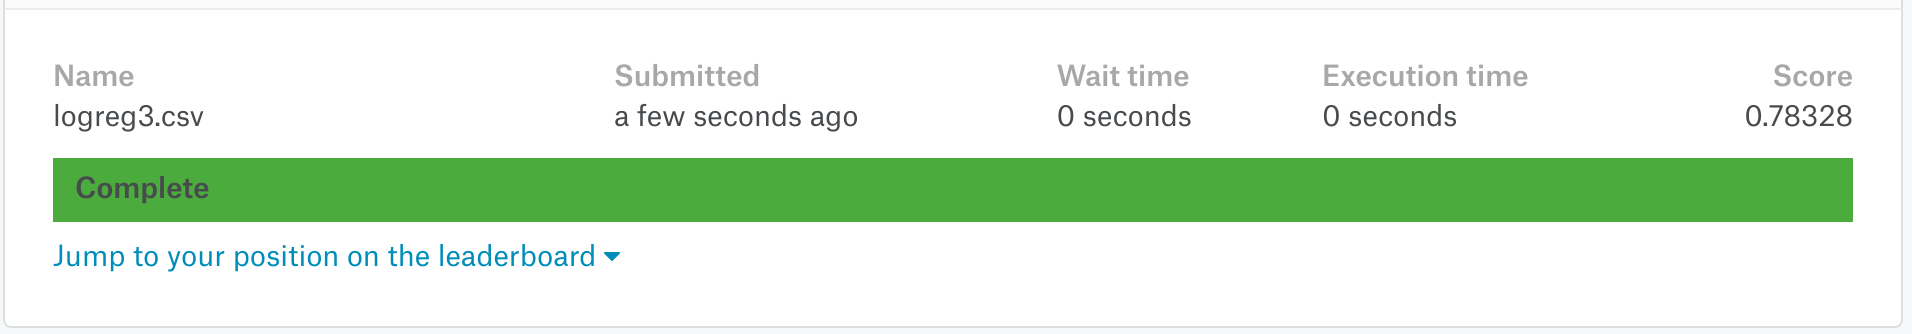 Name Submitted Wait time Execution time Score
logreg3.csv a few seconds ago 0 seconds 0 seconds 0.78328
Complete
Jump to your position on the leaderboard